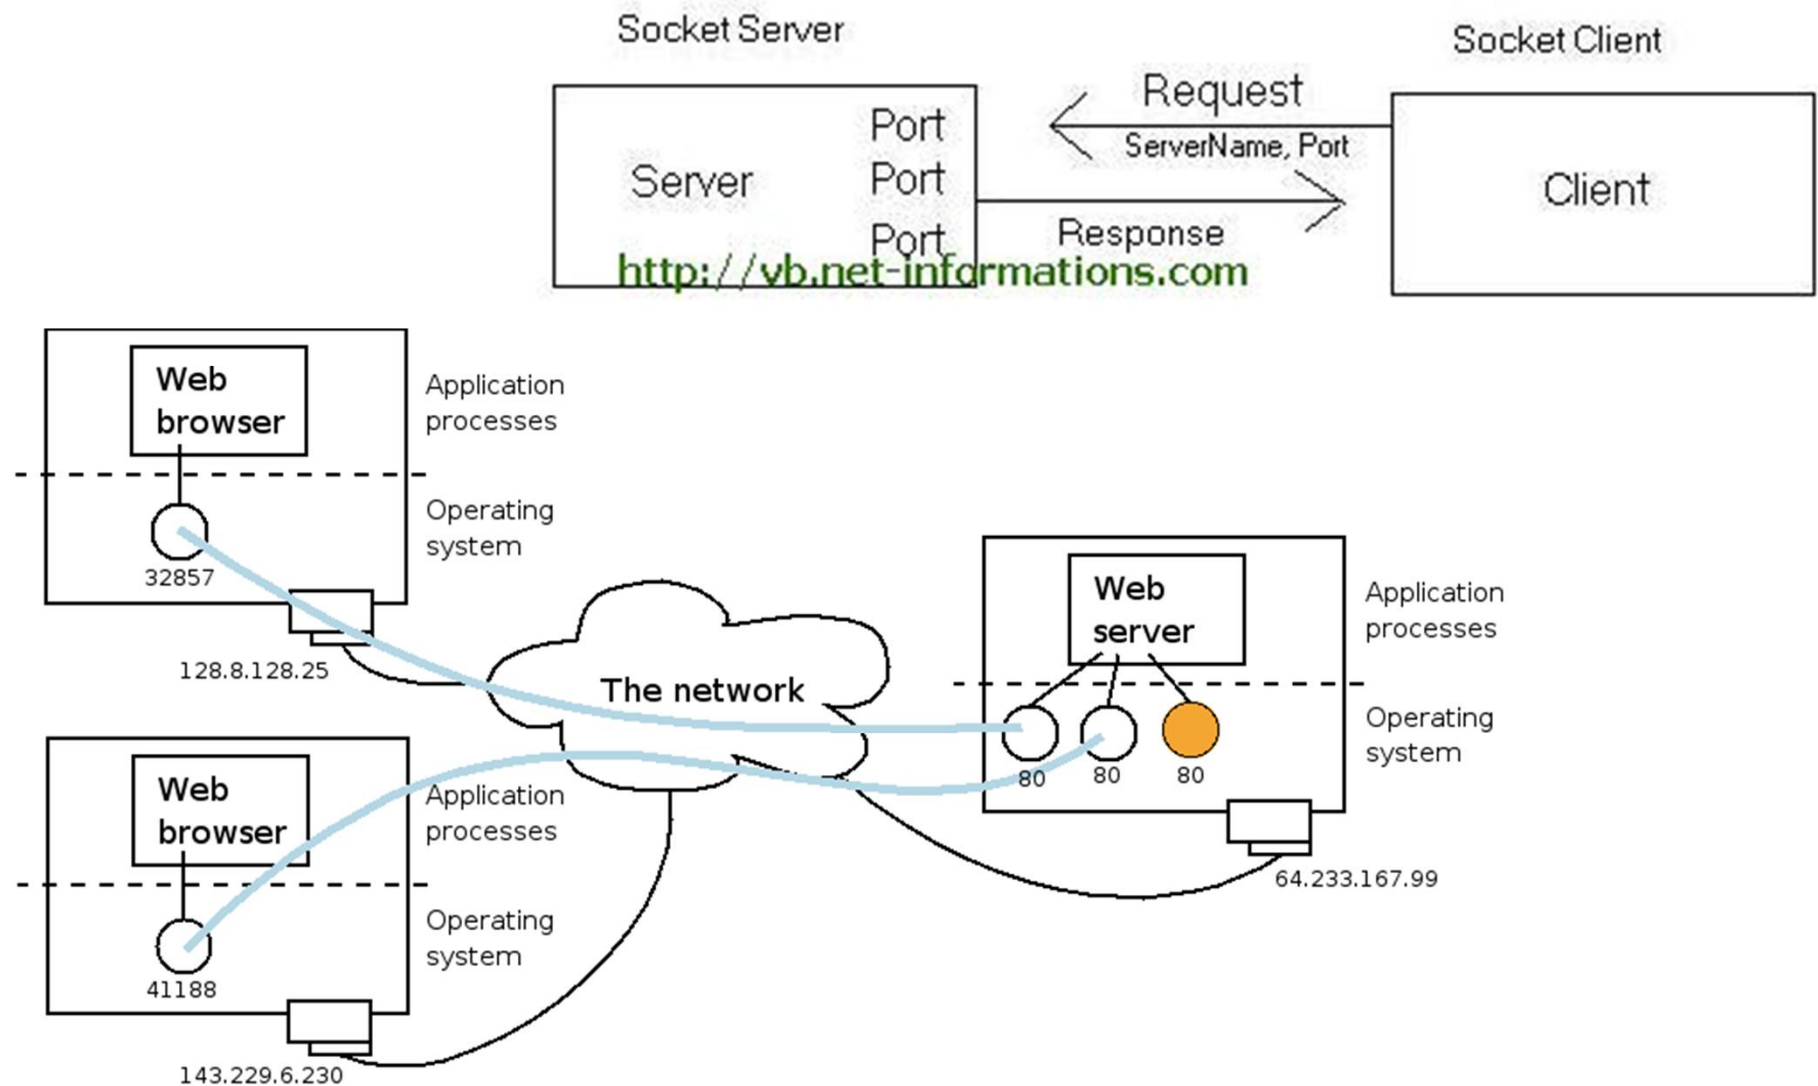 Socket Server
Socket Client
Server
Port
Port
Port
Request
ServerName, Port
Response
Client
http://vb.net-informations.com
Web
browser
Application
processes
Operating
system
32857
128.8.128.25
The network
Web
server
Application
processes
Operating
system
80
80
80
64.233.167.99
Web
browser
Application
processes
Operating
system
41188
143.229.6.230